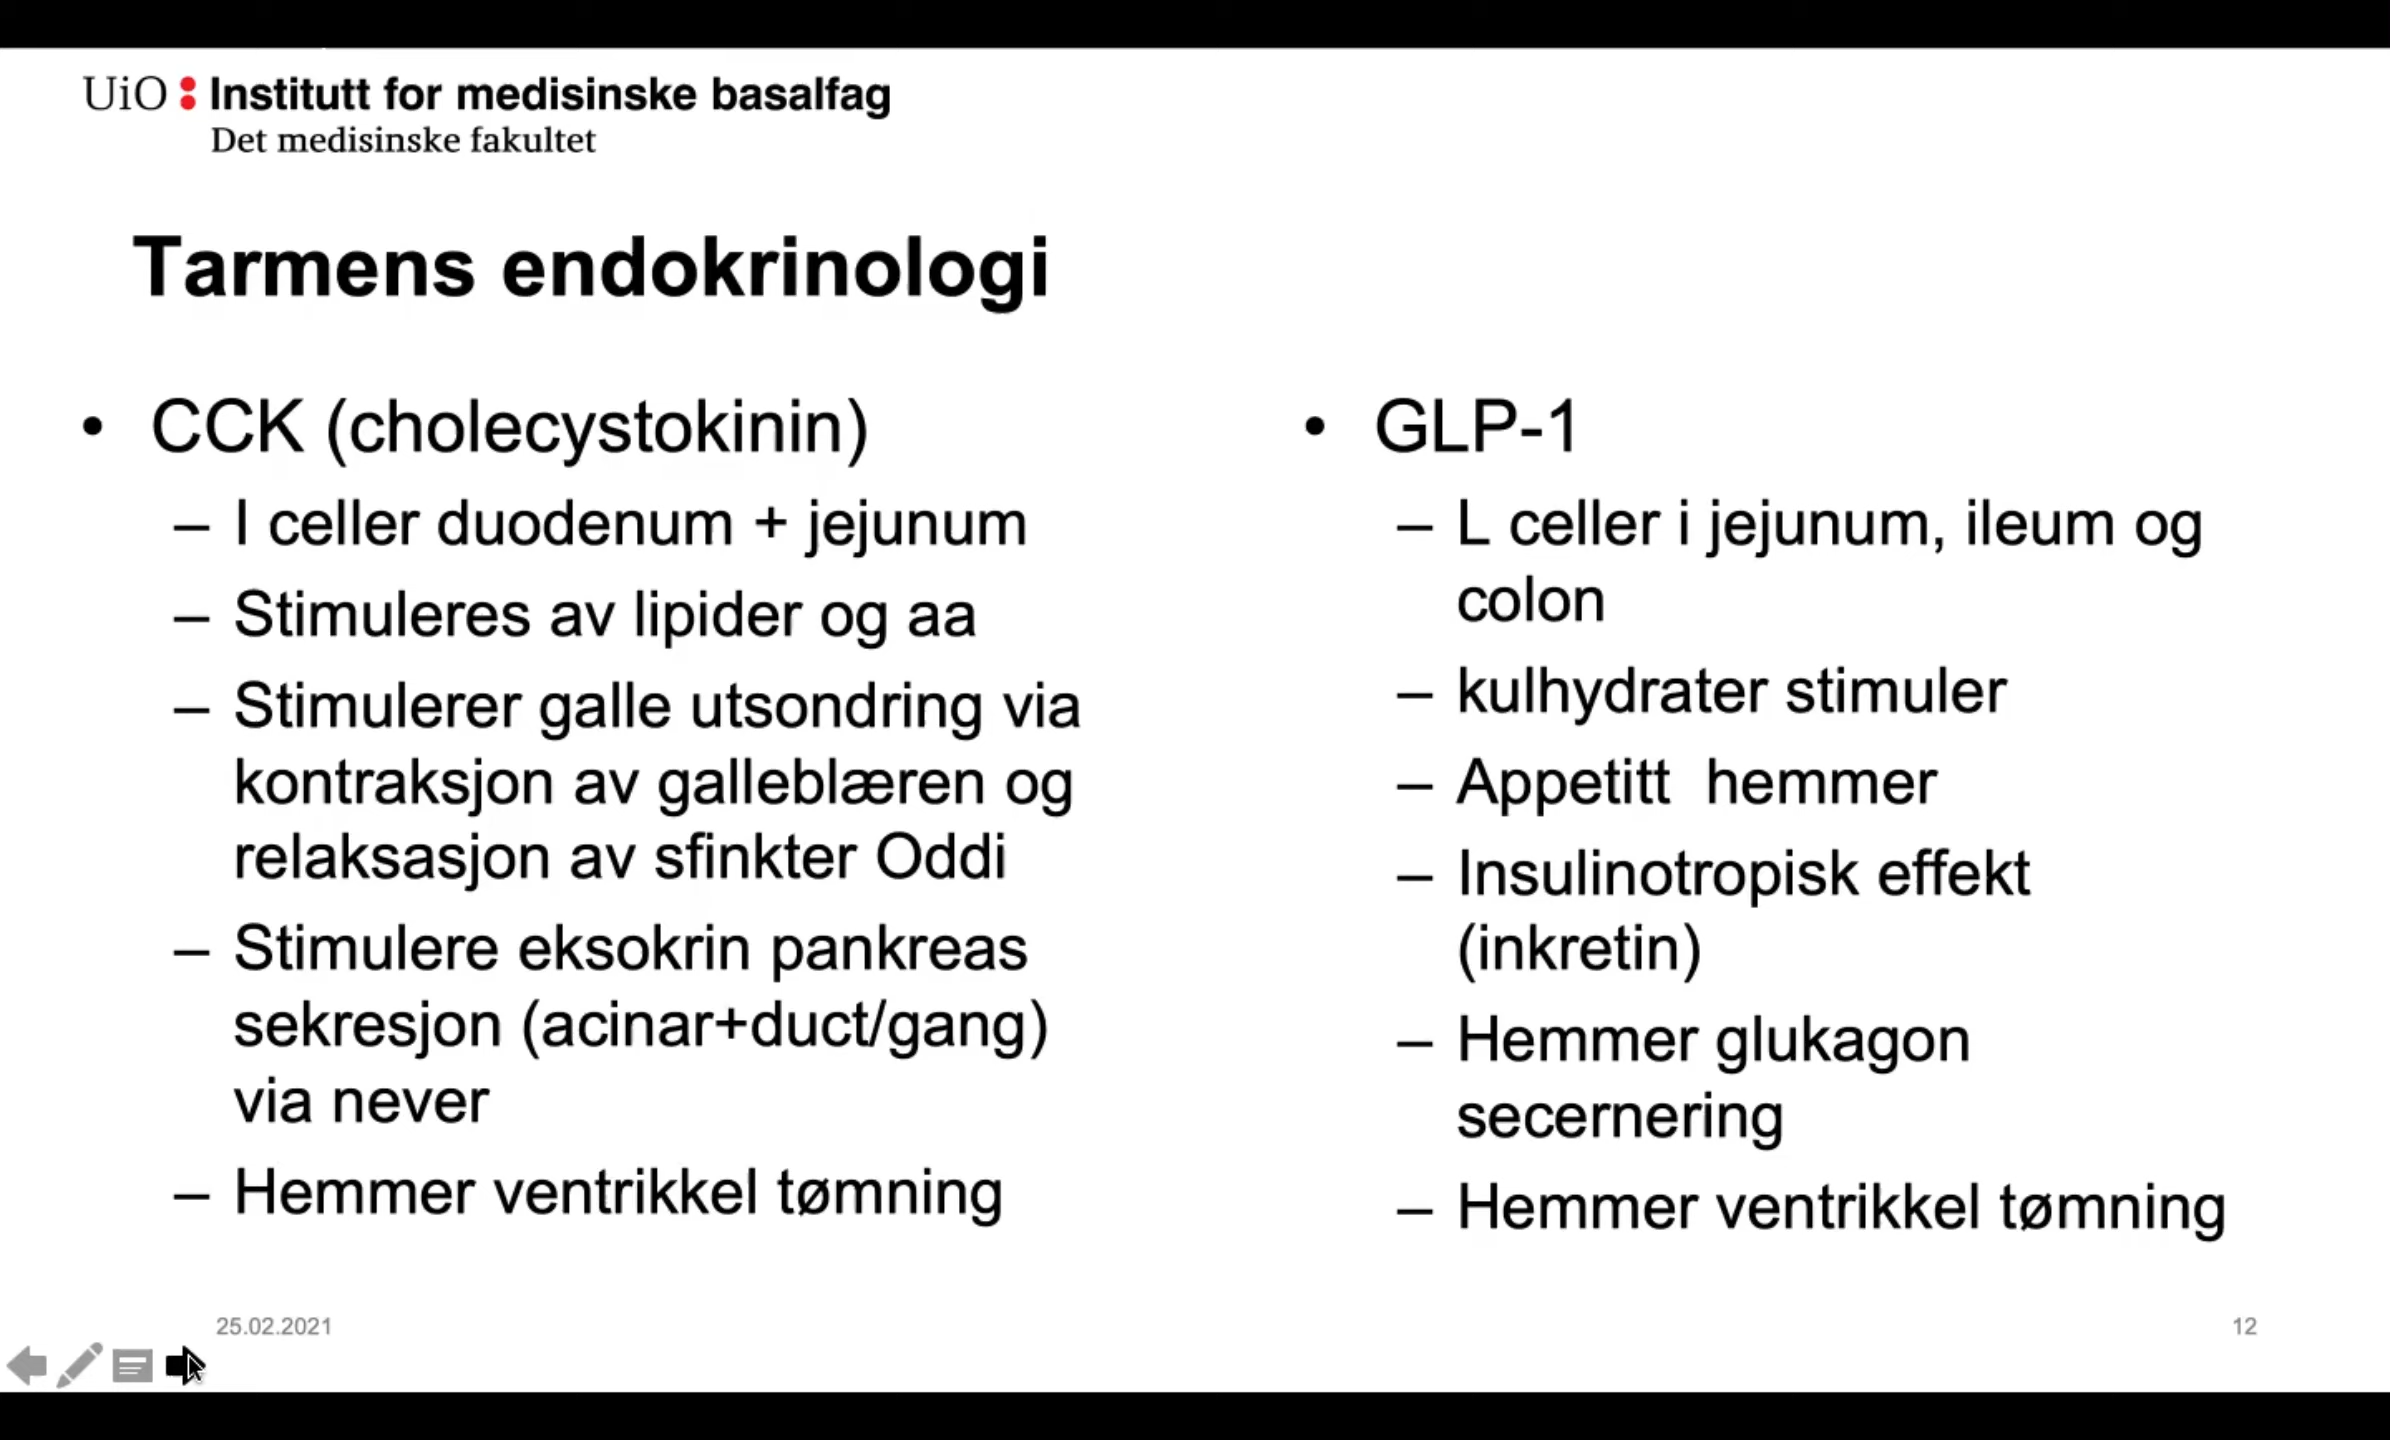 UiO : Institutt for medisinske basalfag
Det medisinske fakultet
Tarmens endokrinologi
• CCK (cholecystokinin)
– I celler duodenum + jejunum
– Stimuleres av lipider og aa
– Stimulerer galle utsondring via
kontraksjon av galleblæren og
relaksasjon av sfinkter Oddi
– Stimulere eksokrin pankreas
sekresjon (acinar+duct/gang)
via never
– Hemmer ventrikkel tømning
• GLP-1
– L celler i jejunum, ileum og
colon
– kulhydrater stimuler
– Appetitt  hemmer
– Insulinotropisk effekt
(inkretin)
– Hemmer glukagon
secernering
– Hemmer ventrikkel tømning
25.02.2021
12